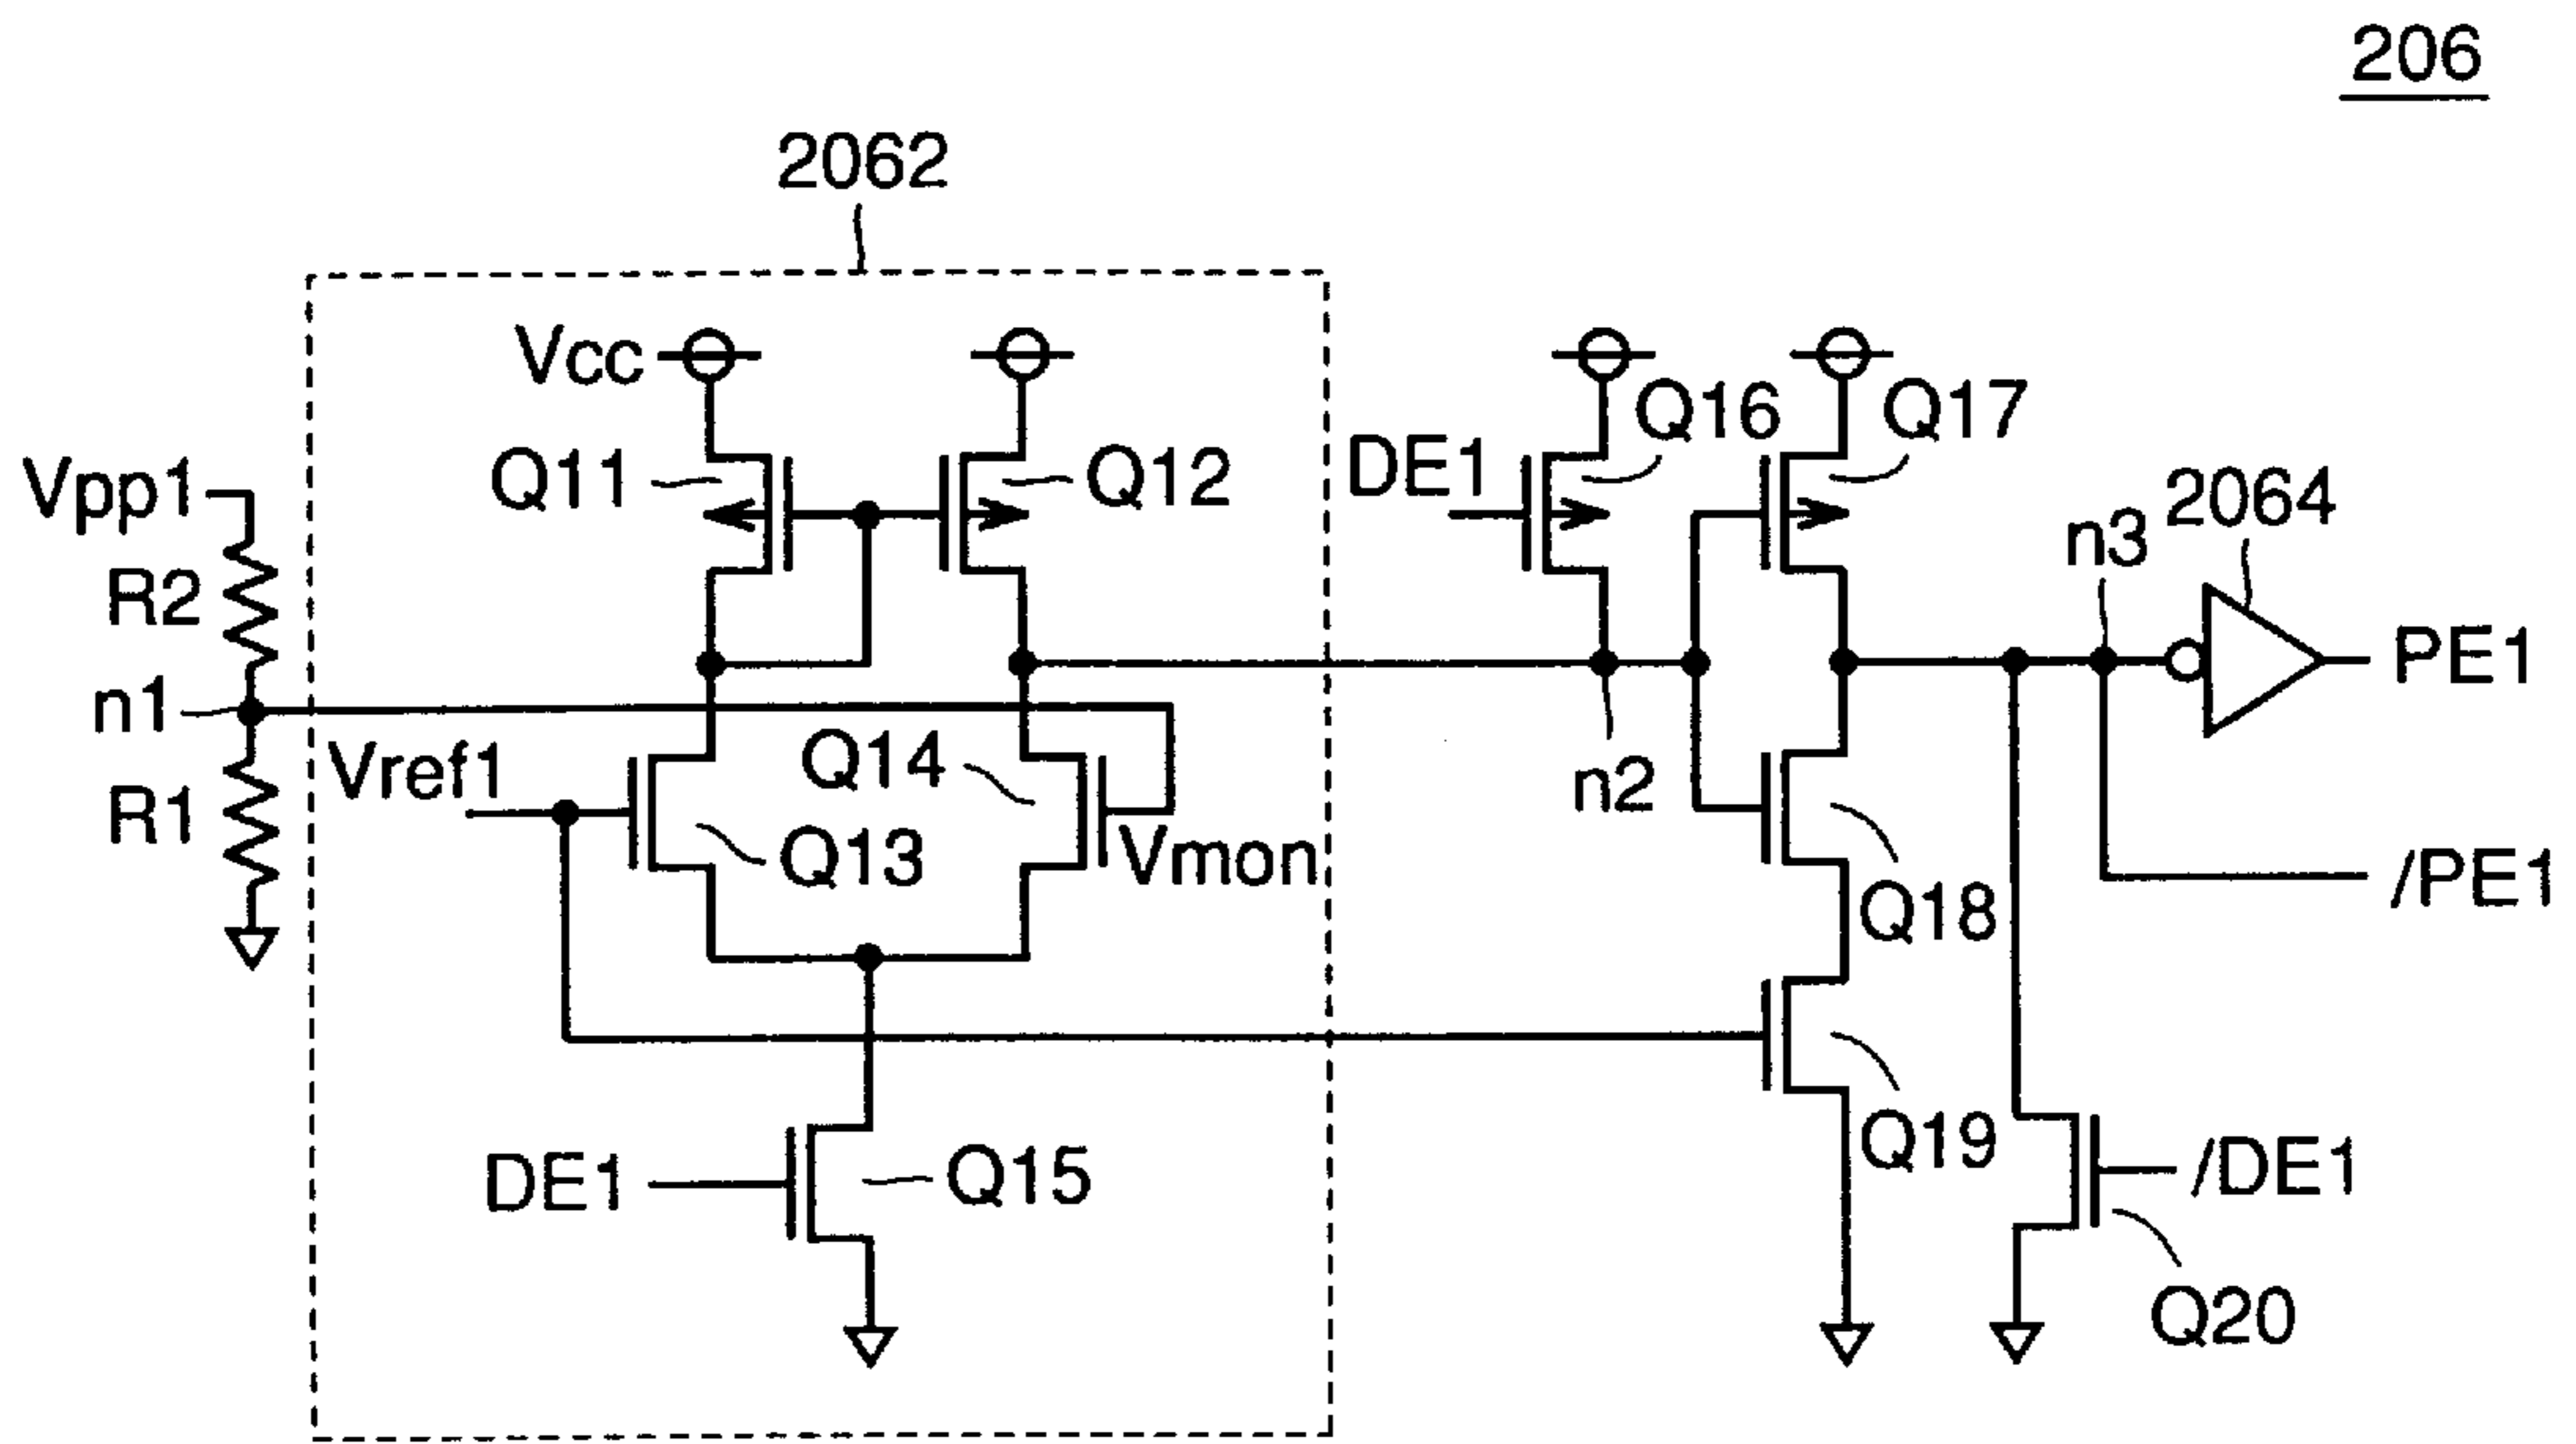 206
2062
Vcc
Q11
Q12
DE1
Q16
Q17
Vpp1
R2
n1
R1
Vref1
Q13
Q14
Vmon
n2
n3
2064
PE1
/PE1
Q18
Q19
DE1
Q15
/DE1
Q20